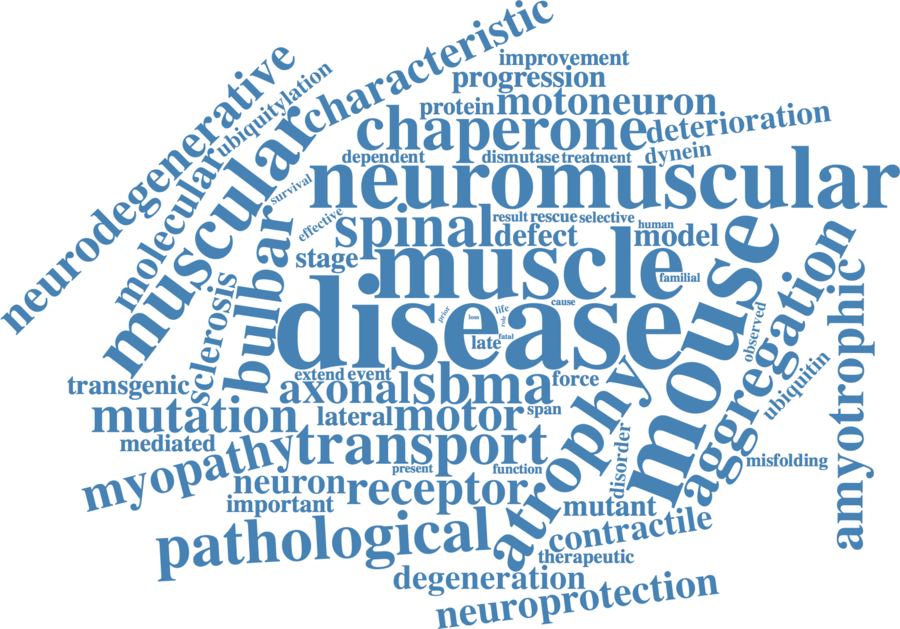 improvement
progression
characteristic
neurodegenerative
ubiquitylation
protein
motoneuron
chaperone
deterioration
molecular
muscular
dependent
dismutase
treatment
dynein
neuromuscular
survival
effective
bulbar
spinal
result
rescue
selective
human
defect
model
stage
muscle
familial
mouse
aggregation
amyotrophic
sclerosis
disease
prior
loss
life
role
fatal
cause
late
observed
transgenic
extend
event
axonal
sbma
force
ubiquitin
mutation
lateral
motor
span
mediated
myopathy
transport
atrophy
disorder
misfolding
present
function
neuron
receptor
important
mutant
pathological
contractile
therapeutic
degeneration
neuroprotection